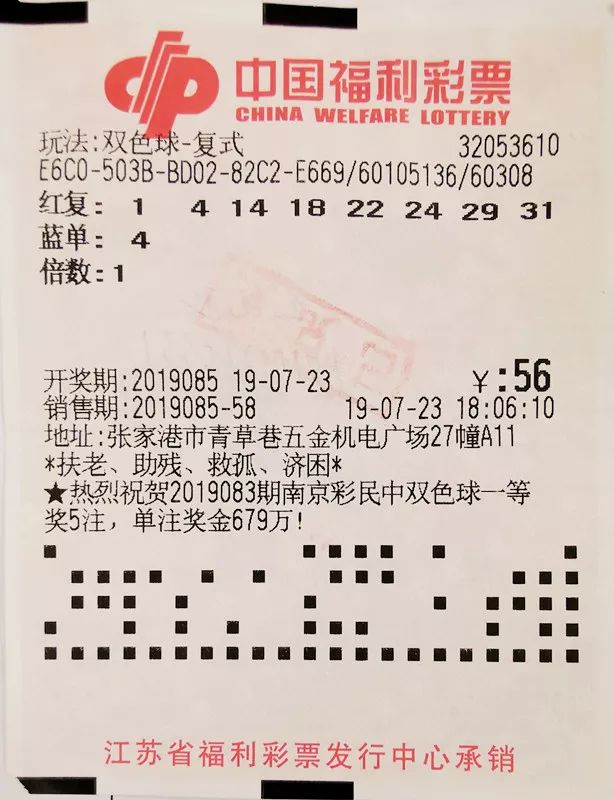 中国福利彩票
CHINA WELFARE LOTTERY
玩法:双色球-复式 32053610
E6C0-503B-BD02-82C2-E669/60105136/60308
红复: 1 4 14 18 22 24 29 31
蓝单: 4
倍数:1
开奖期:2019085 19-07-23 ¥:56
销售期:2019085-58 19-07-23 18:06:10
地址:张家港市青草巷五金机电广场27幢A11
*扶老、助残、救孤、济困*
★热烈祝贺2019083期南京彩民中双色球一等
奖5注，单注奖金679万!
江苏省福利彩票发行中心承销